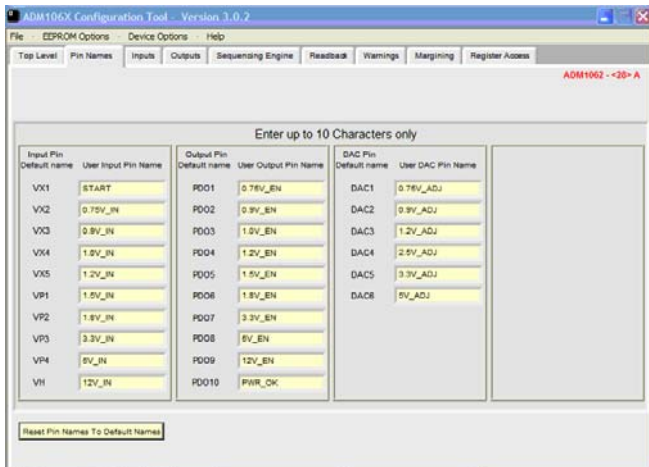 ADM106X Configuration Tool - Version 3.0.2
File EEPROM Options Device Options Help
Top Level Pin Names Inputs Outputs Sequencing Engine Readback Warnings Margining Register Access
ADM1062 - <28> A
Enter up to 10 Characters only
Input Pin
Default name User Input Pin Name
VX1 START
VX2 0.75V_IN
VX3 0.9V_IN
VX4 1.0V_IN
VX5 1.2V_IN
VP1 1.5V_IN
VP2 1.8V_IN
VP3 3.3V_IN
VP4 5V_IN
VH 12V_IN
Output Pin
Default name User Output Pin Name
PDO1 0.75V_EN
PDO2 0.9V_EN
PDO3 1.0V_EN
PDO4 1.2V_EN
PDO5 1.5V_EN
PDO6 1.8V_EN
PDO7 3.3V_EN
PDO8 5V_EN
PDO9 12V_EN
PDO10 PWR_OK
DAC Pin
Default name User DAC Pin Name
DAC1 0.75V_ADJ
DAC2 0.9V_ADJ
DAC3 1.2V_ADJ
DAC4 2.5V_ADJ
DAC5 3.3V_ADJ
DAC6 5V_ADJ
Reset Pin Names To Default Names